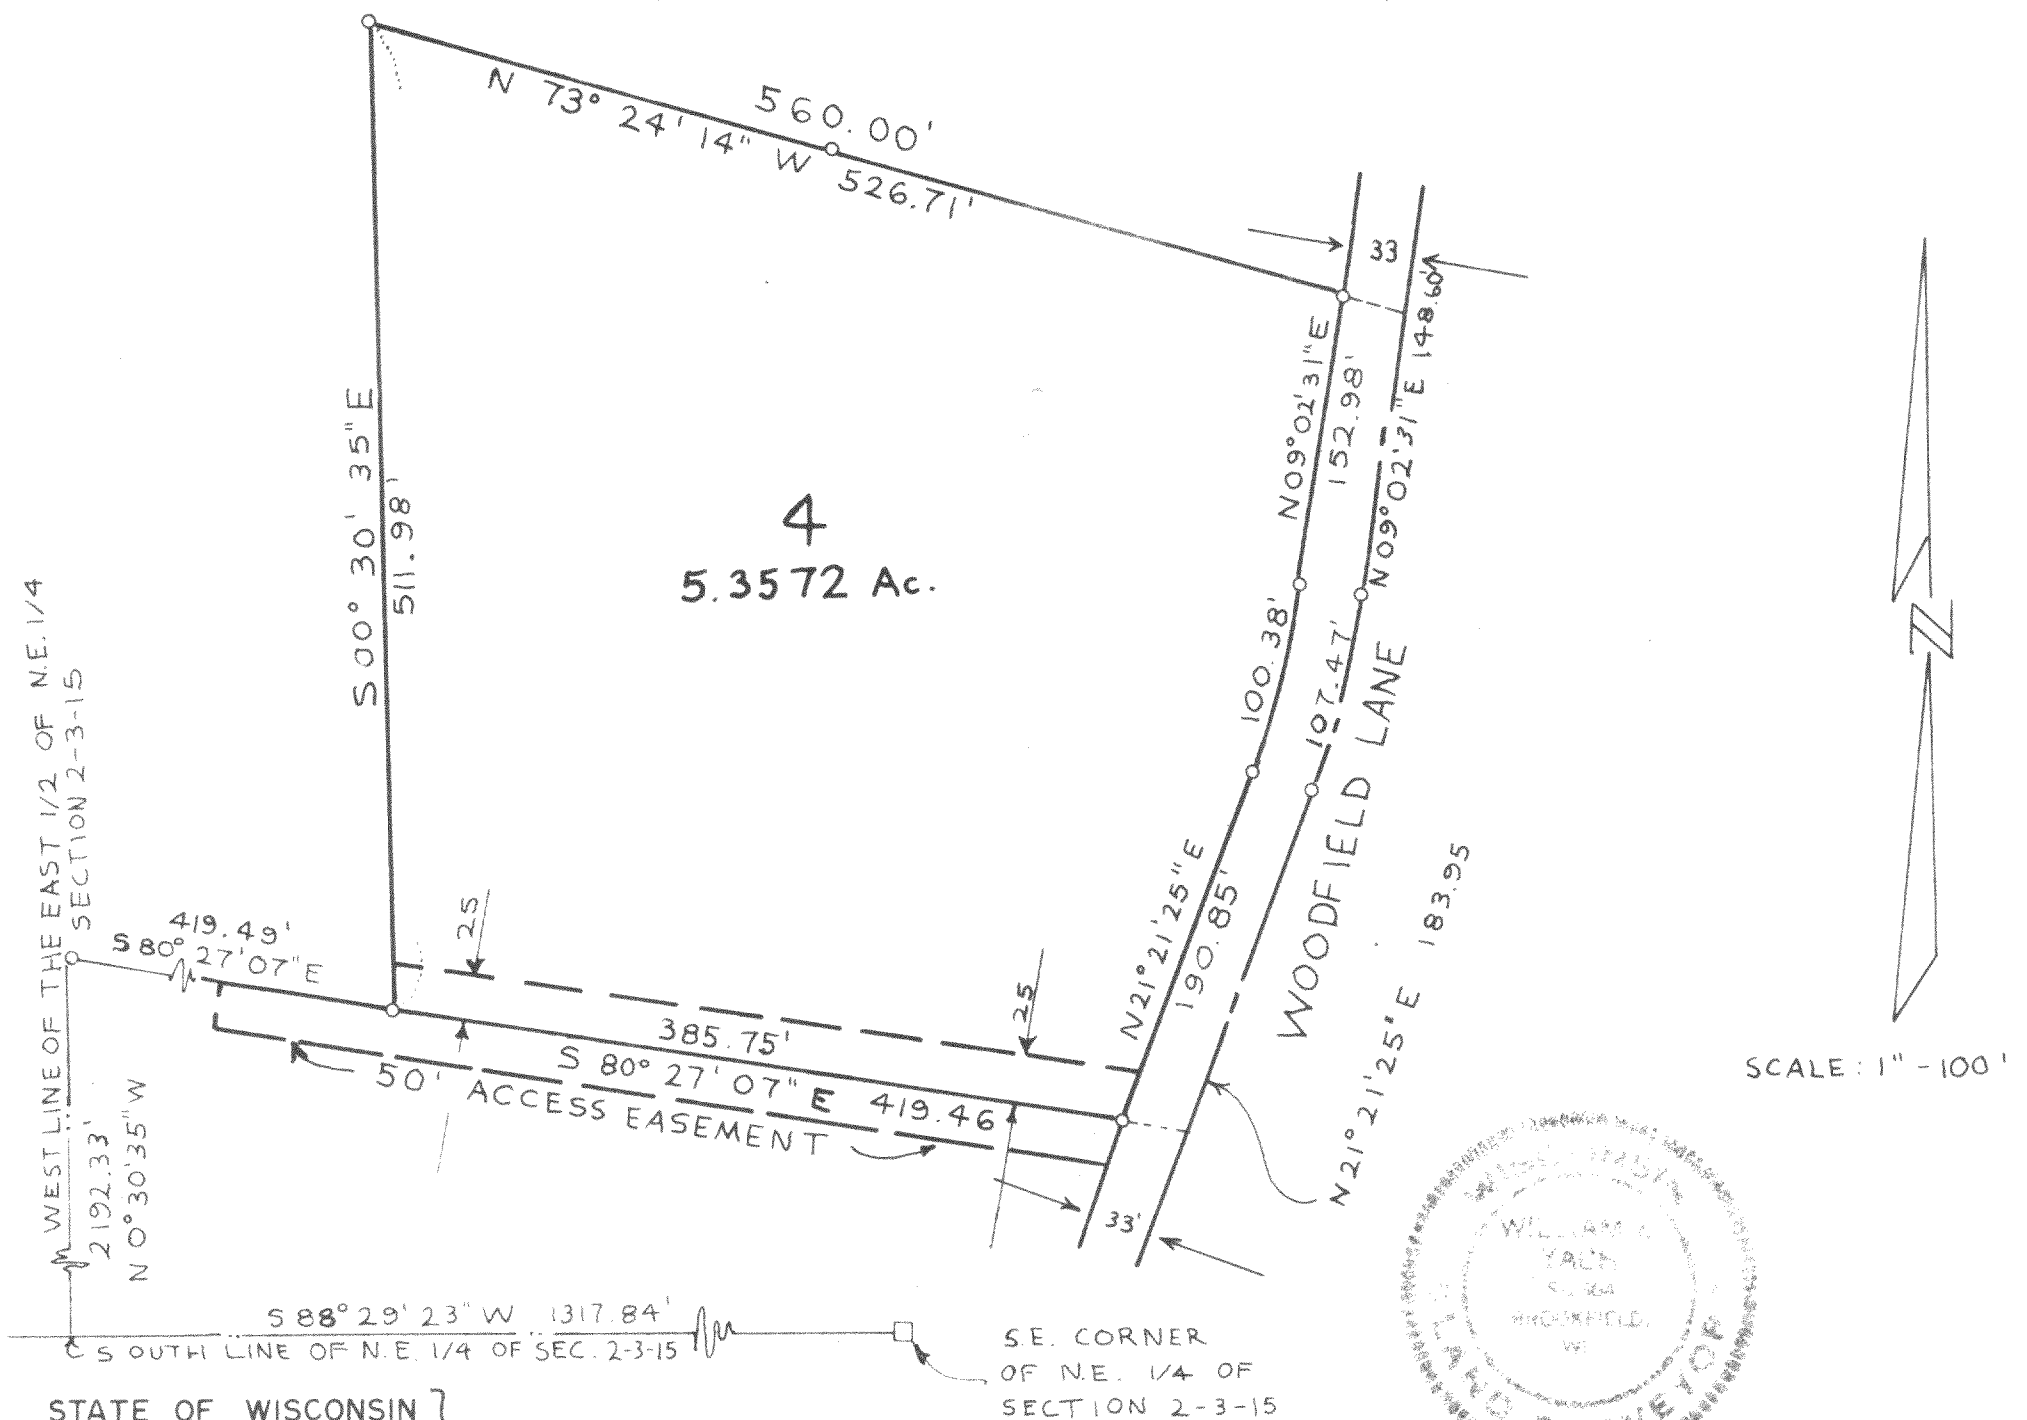 560.00'
N 73° 24' 14" W
526.71'
33
N09°02'31"E
152.98'
N09°02'31"E 148.60'
S 00° 30' 35" E
511.98'
4
5.3572 Ac.
100.38'
107.47'
WOODFIELD LANE
N21°21'25"E
190.85'
N21°21'25"E 183.95
WEST LINE OF THE EAST 1/2 OF N.E. 1/4
SECTION 2-3-15
419.49'
S 80° 27' 07" E
25
25
385.75'
S 80° 27' 07" E 419.46
50' ACCESS EASEMENT
33'
2192.33'
N 0°30'35" W
Z
SCALE: 1" - 100'
S 88° 29' 23" W 1317.84'
SOUTH LINE OF N.E. 1/4 OF SEC. 2-3-15
S.E. CORNER
OF N.E. 1/4 OF
SECTION 2-3-15
STATE OF WISCONSIN
BROOKFIELD,
LAND